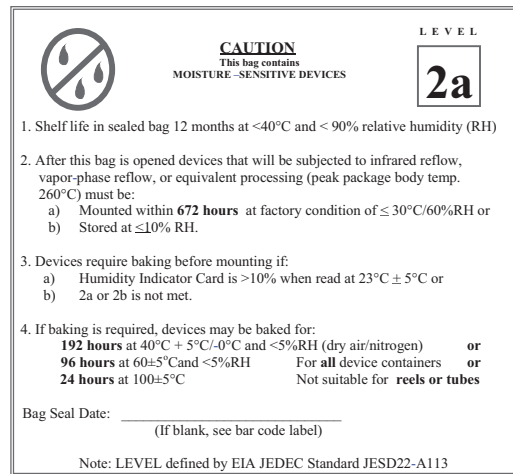 LEVEL
CAUTION
This bag contains
MOISTURE –SENSITIVE DEVICES
2a
1. Shelf life in sealed bag 12 months at <40°C and < 90% relative humidity (RH)
2. After this bag is opened devices that will be subjected to infrared reflow,
vapor-phase reflow, or equivalent processing (peak package body temp.
260°C) must be:
a) Mounted within 672 hours at factory condition of ≤ 30°C/60%RH or
b) Stored at ≤10% RH.
3. Devices require baking before mounting if:
a) Humidity Indicator Card is >10% when read at 23°C ± 5°C or
b) 2a or 2b is not met.
4. If baking is required, devices may be baked for:
192 hours at 40°C + 5°C/-0°C and <5%RH (dry air/nitrogen) or
96 hours at 60±5°Cand <5%RH For all device containers or
24 hours at 100±5°C Not suitable for reels or tubes
Bag Seal Date: ___________________________________
(If blank, see bar code label)
Note: LEVEL defined by EIA JEDEC Standard JESD22-A113